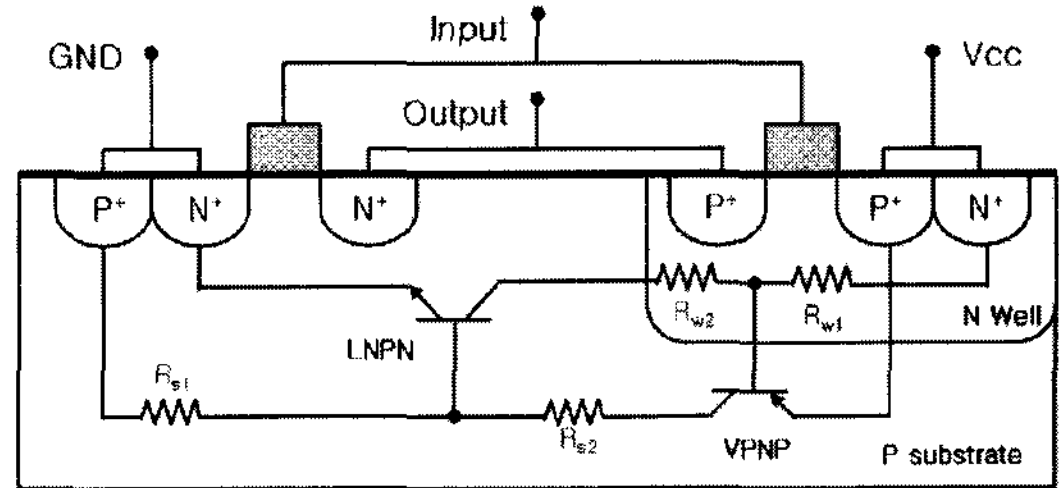 Input
GND
Vcc
Output
P+ N+ N+ P+ P+ N+
Rw2 Rw1
N Well
LNPN
Rs1
Rs2
VPNP
P substrate